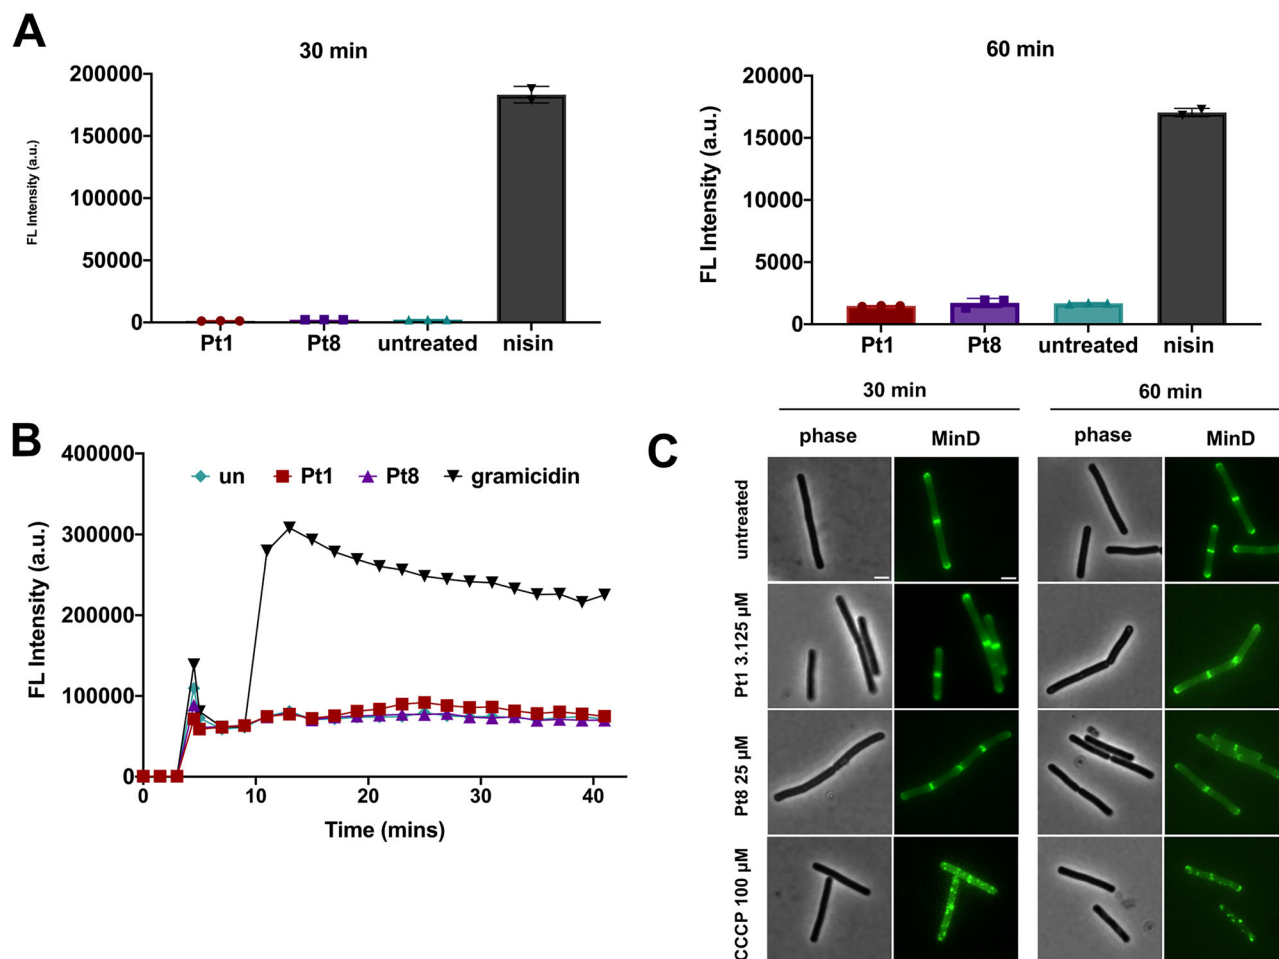 A
30 min
FL Intensity (a.u.)
200000
150000
100000
50000
0
Pt1 Pt8 untreated nisin
60 min
FL Intensity (a.u.)
20000
15000
10000
5000
0
Pt1 Pt8 untreated nisin
B
FL Intensity (a.u.)
400000
300000
200000
100000
0
un Pt1 Pt8 gramicidin
0 10 20 30 40
Time (mins)
C
30 min 60 min
phase MinD phase MinD
untreated
Pt1 3.125 µM
Pt8 25 µM
CCCP 100 µM